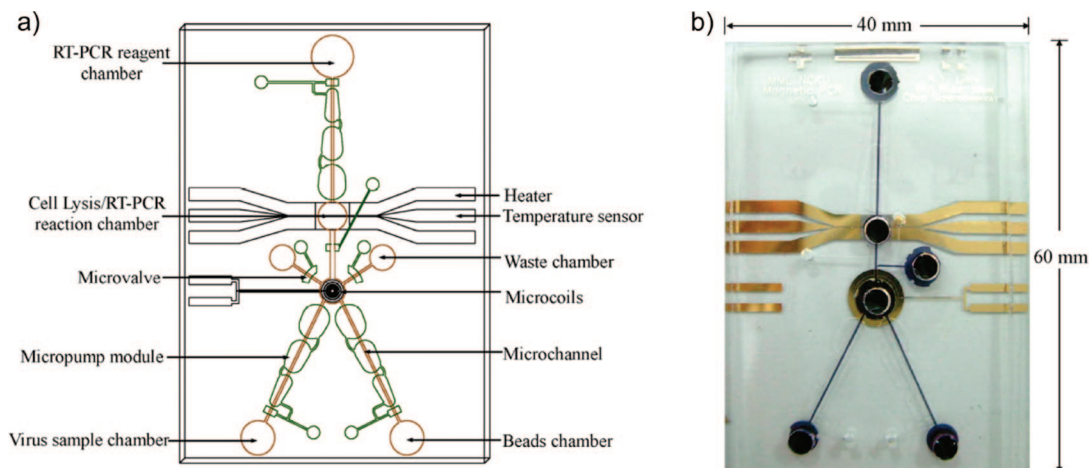 a)
RT-PCR reagent
chamber
Cell Lysis/RT-PCR
reaction chamber
Microvalve
Micropump module
Virus sample chamber
Heater
Temperature sensor
Waste chamber
Microcoils
Microchannel
Beads chamber
b)
40 mm
60 mm